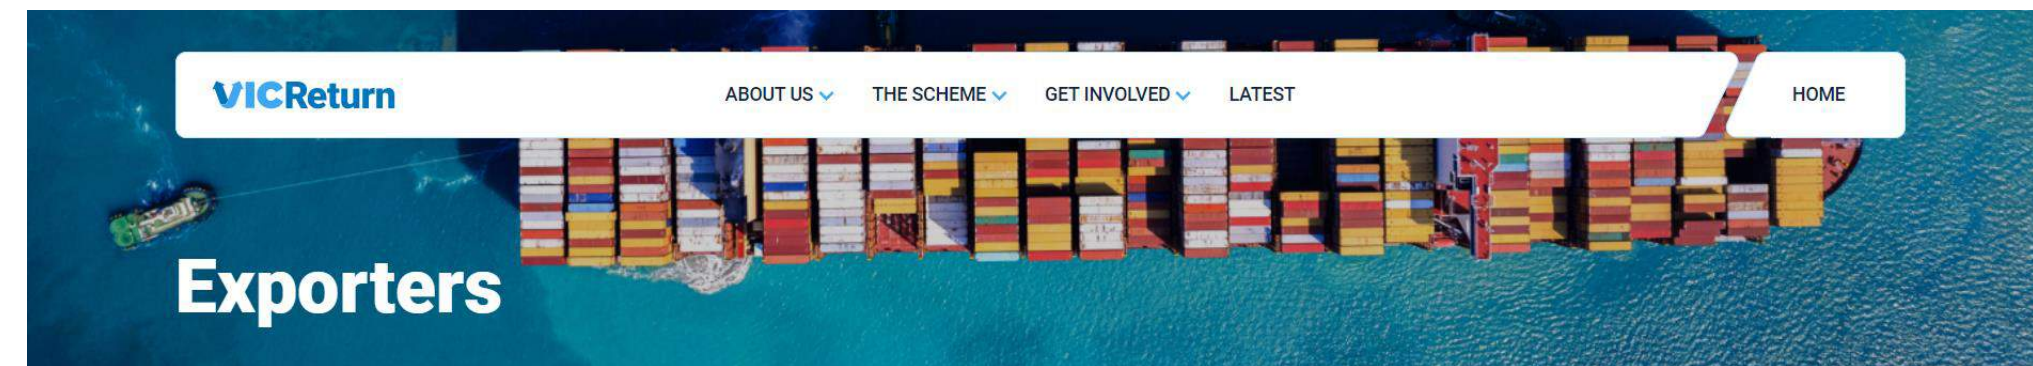 VICReturn
ABOUT US
THE SCHEME
GET INVOLVED
LATEST
HOME
Exporters